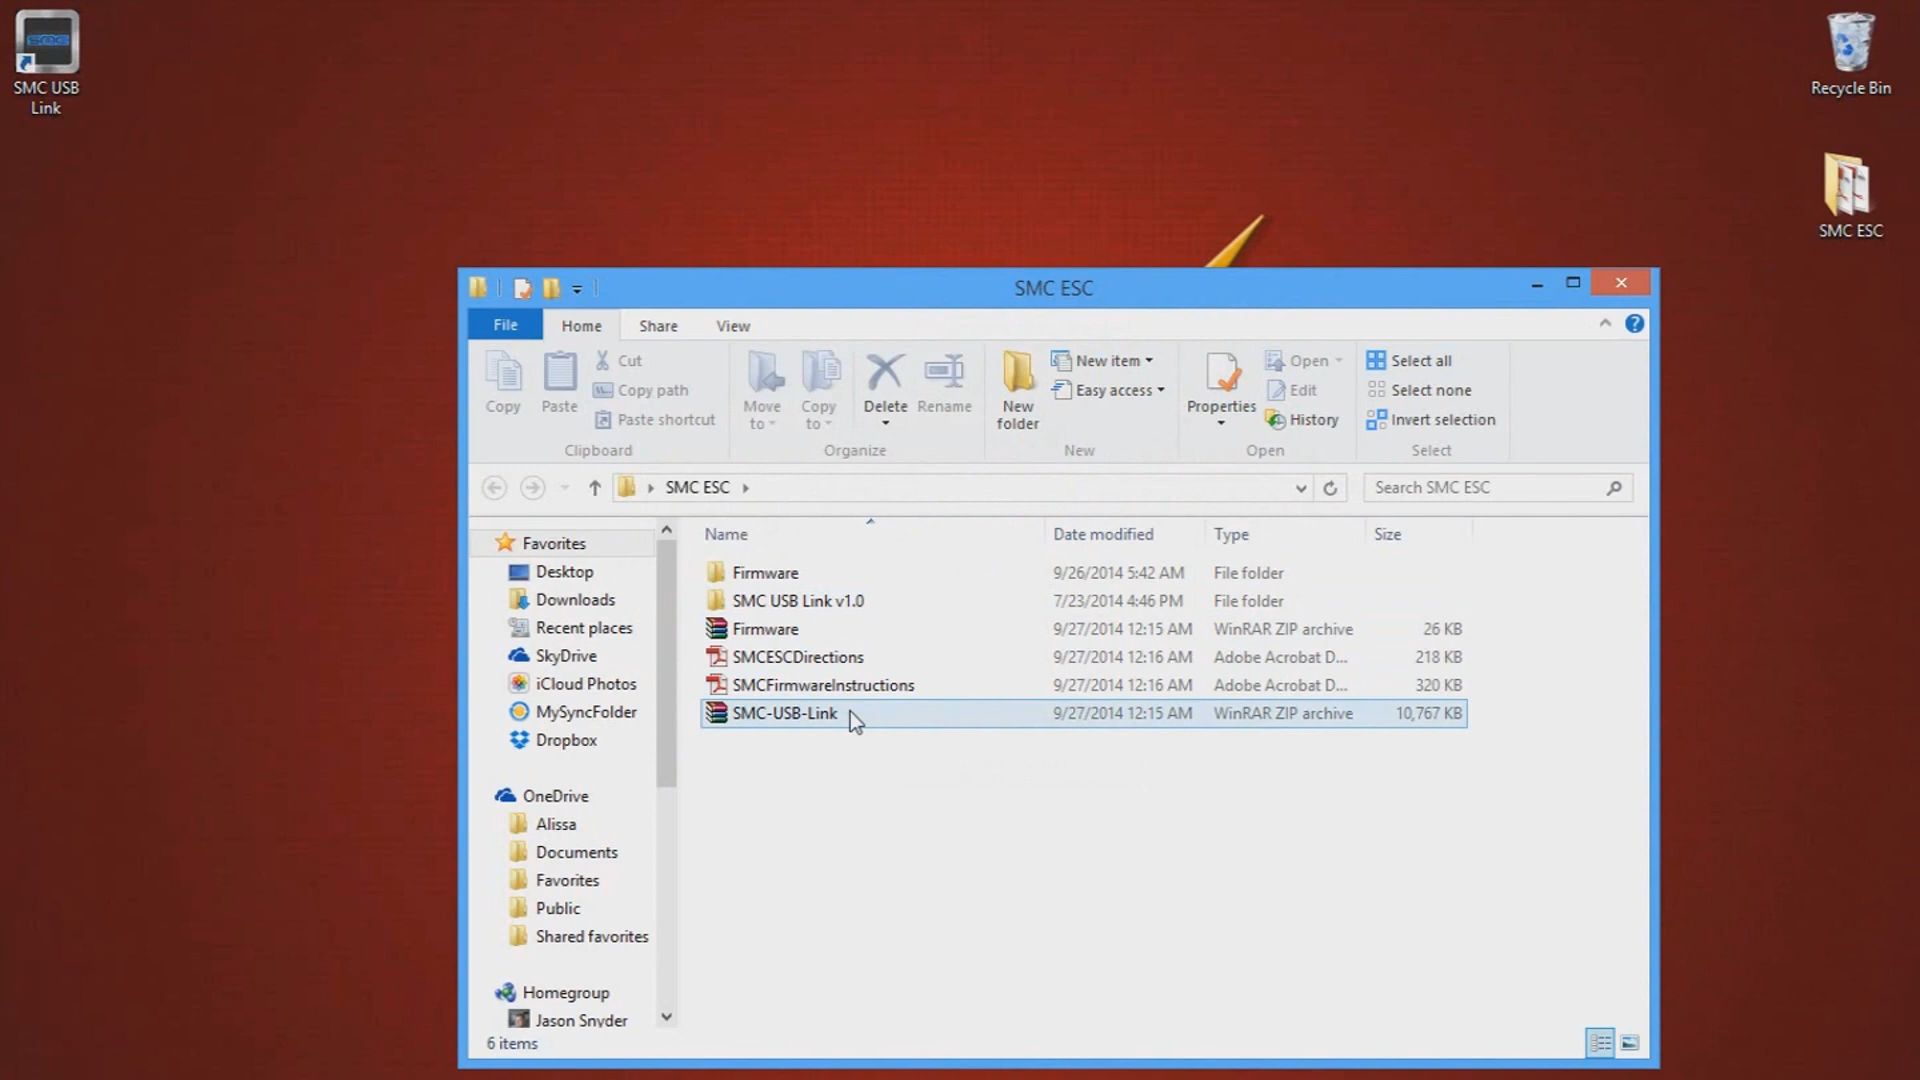 SMC
SMC USB
Link
Recycle Bin
SMC ESC
SMC ESC
File
Home
Share
View
Copy
Paste
Cut
Copy path
Paste shortcut
Clipboard
Move
to
Copy
to
Delete
Rename
Organize
New
folder
New item
Easy access
New
Properties
Open
Edit
History
Open
Select all
Select none
Invert selection
Select
SMC ESC
Search SMC ESC
Favorites
Desktop
Downloads
Recent places
SkyDrive
iCloud Photos
MySyncFolder
Dropbox
OneDrive
Alissa
Documents
Favorites
Public
Shared favorites
Homegroup
Jason Snyder
Name Date modified Type Size
Firmware 9/26/2014 5:42 AM File folder
SMC USB Link v1.0 7/23/2014 4:46 PM File folder
Firmware 9/27/2014 12:15 AM WinRAR ZIP archive 26 KB
SMCESCDirections 9/27/2014 12:16 AM Adobe Acrobat D... 218 KB
SMCFirmwareInstructions 9/27/2014 12:16 AM Adobe Acrobat D... 320 KB
SMC-USB-Link 9/27/2014 12:15 AM WinRAR ZIP archive 10,767 KB
6 items